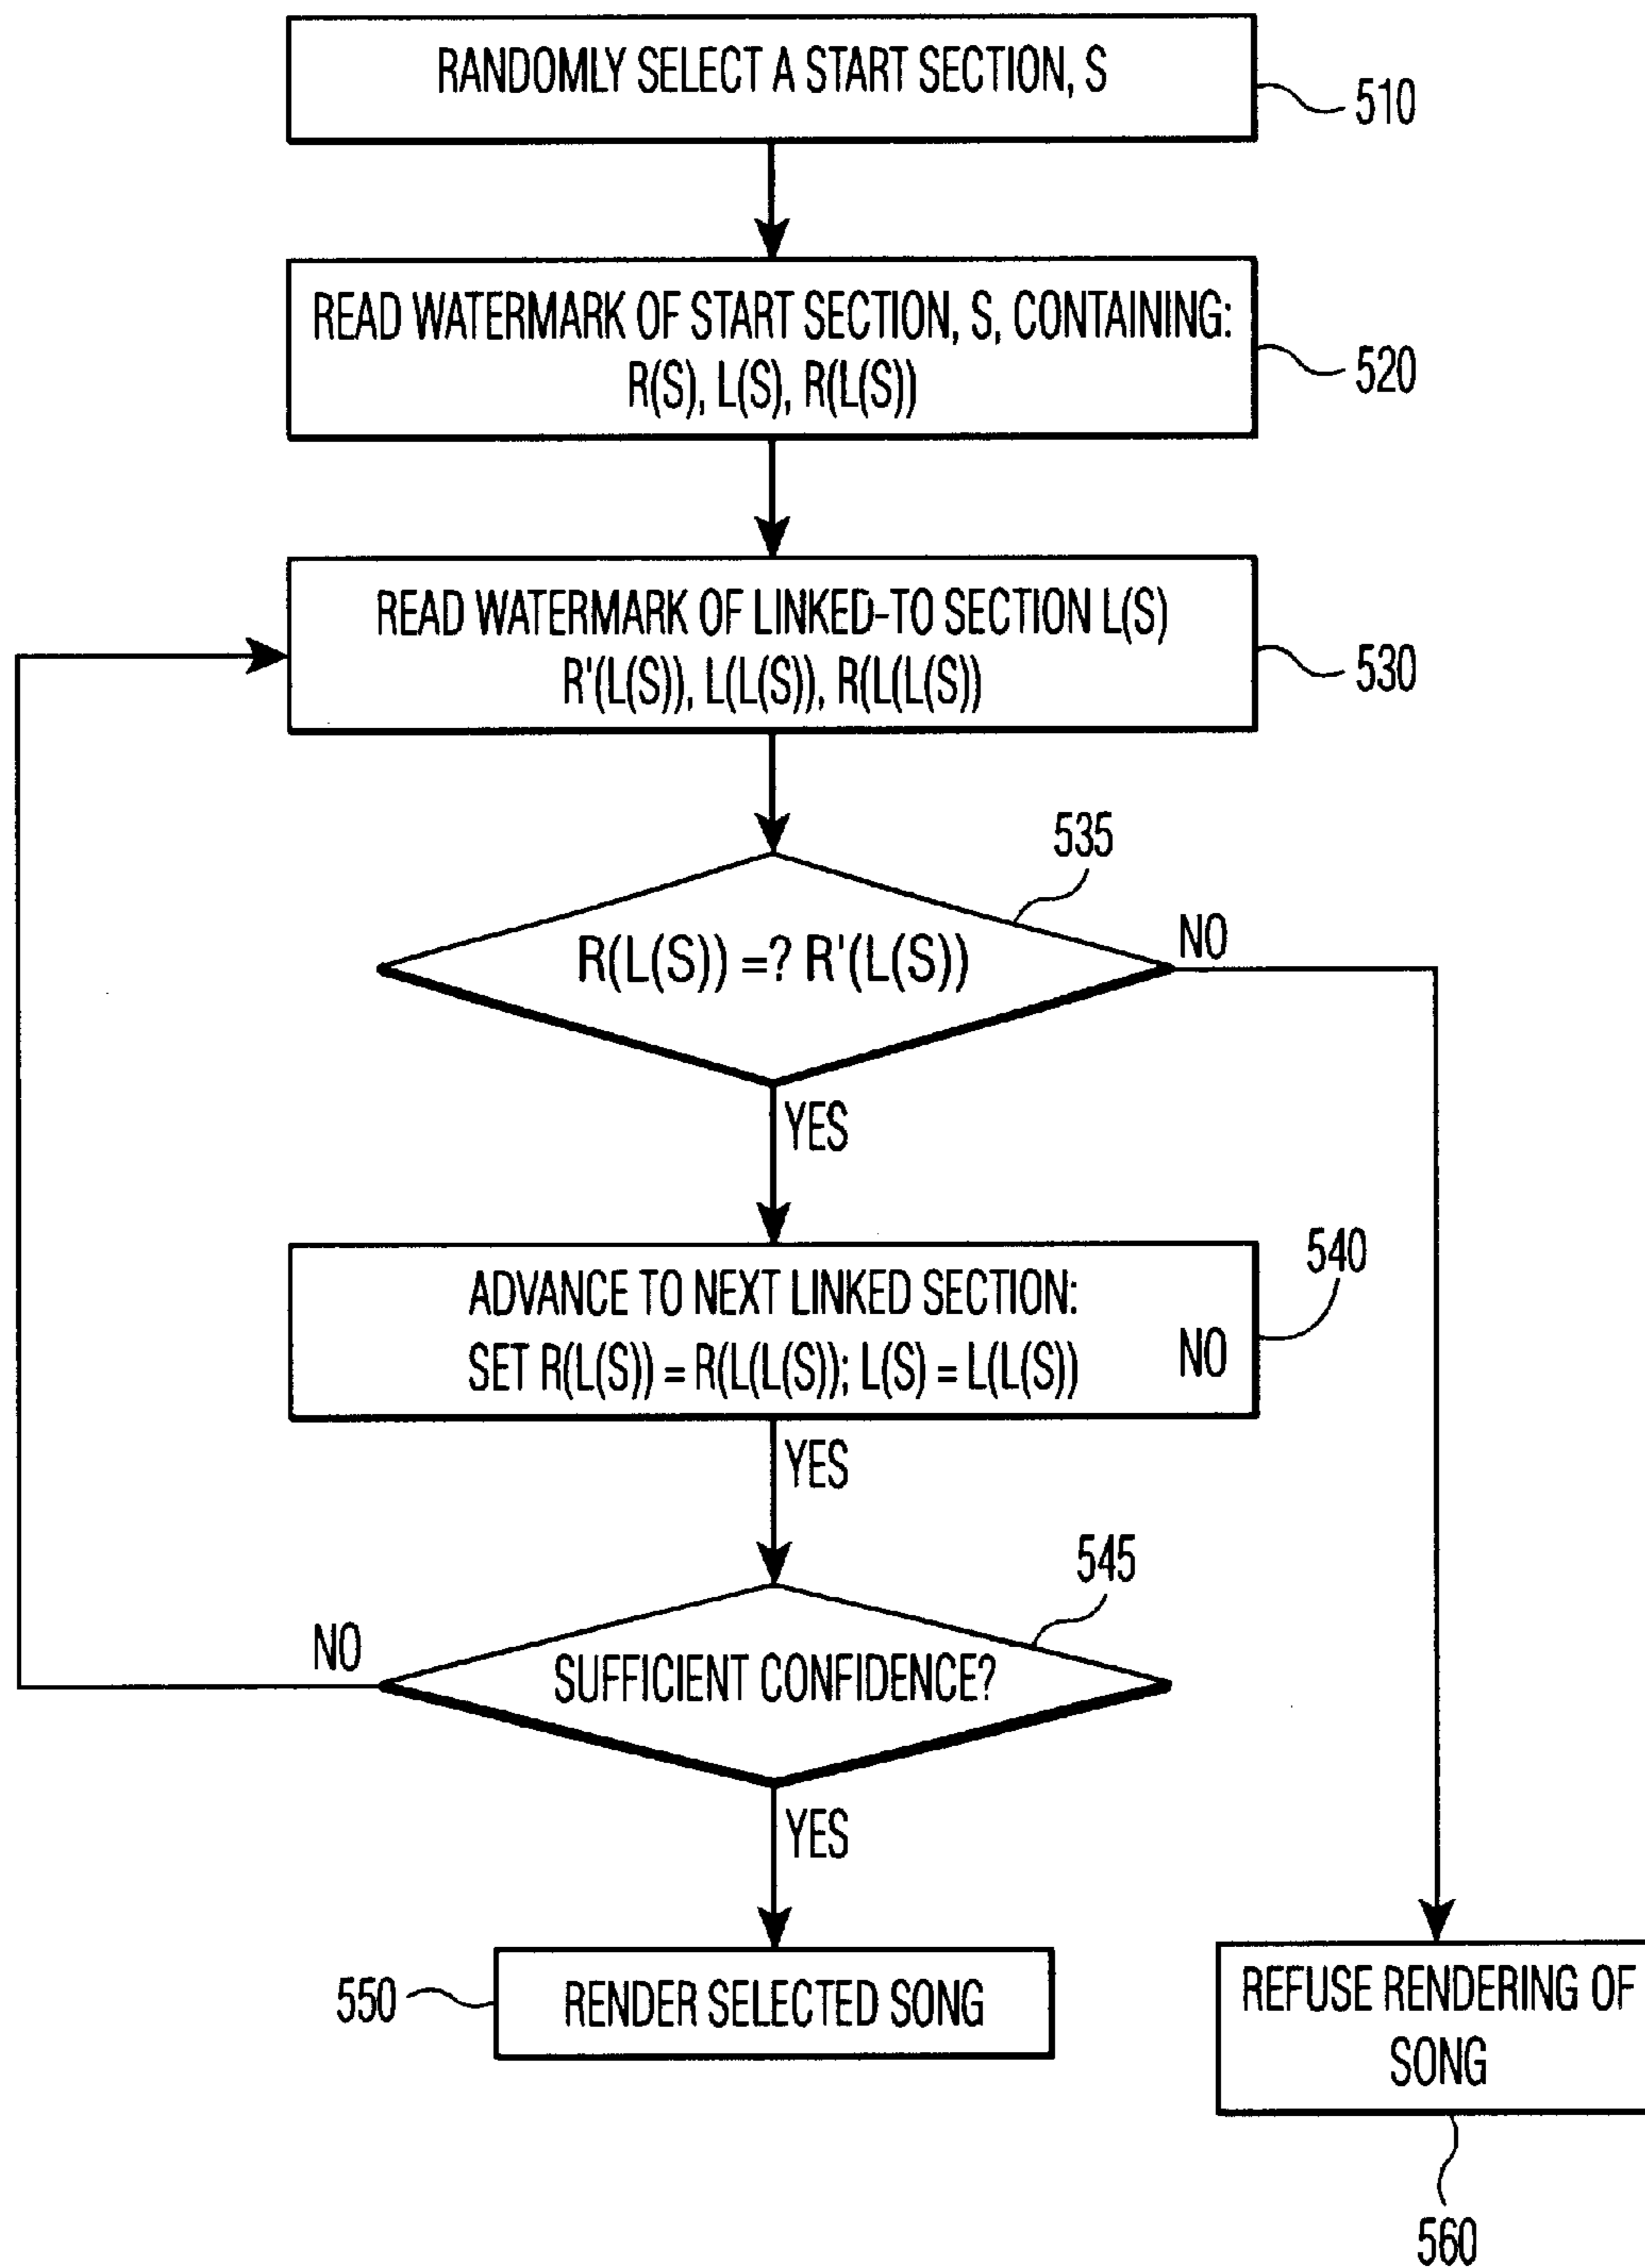 RANDOMLY SELECT A START SECTION, S
510
READ WATERMARK OF START SECTION, S, CONTAINING:
R(S), L(S), R(L(S))
520
READ WATERMARK OF LINKED-TO SECTION L(S)
R'(L(S)), L(L(S)), R(L(L(S))
530
535
R(L(S)) =? R'(L(S))
NO
YES
540
ADVANCE TO NEXT LINKED SECTION:
SET R(L(S)) = R(L(L(S)); L(S) = L(L(S))
NO
YES
545
NO
SUFFICIENT CONFIDENCE?
YES
550
RENDER SELECTED SONG
REFUSE RENDERING OF
SONG
560